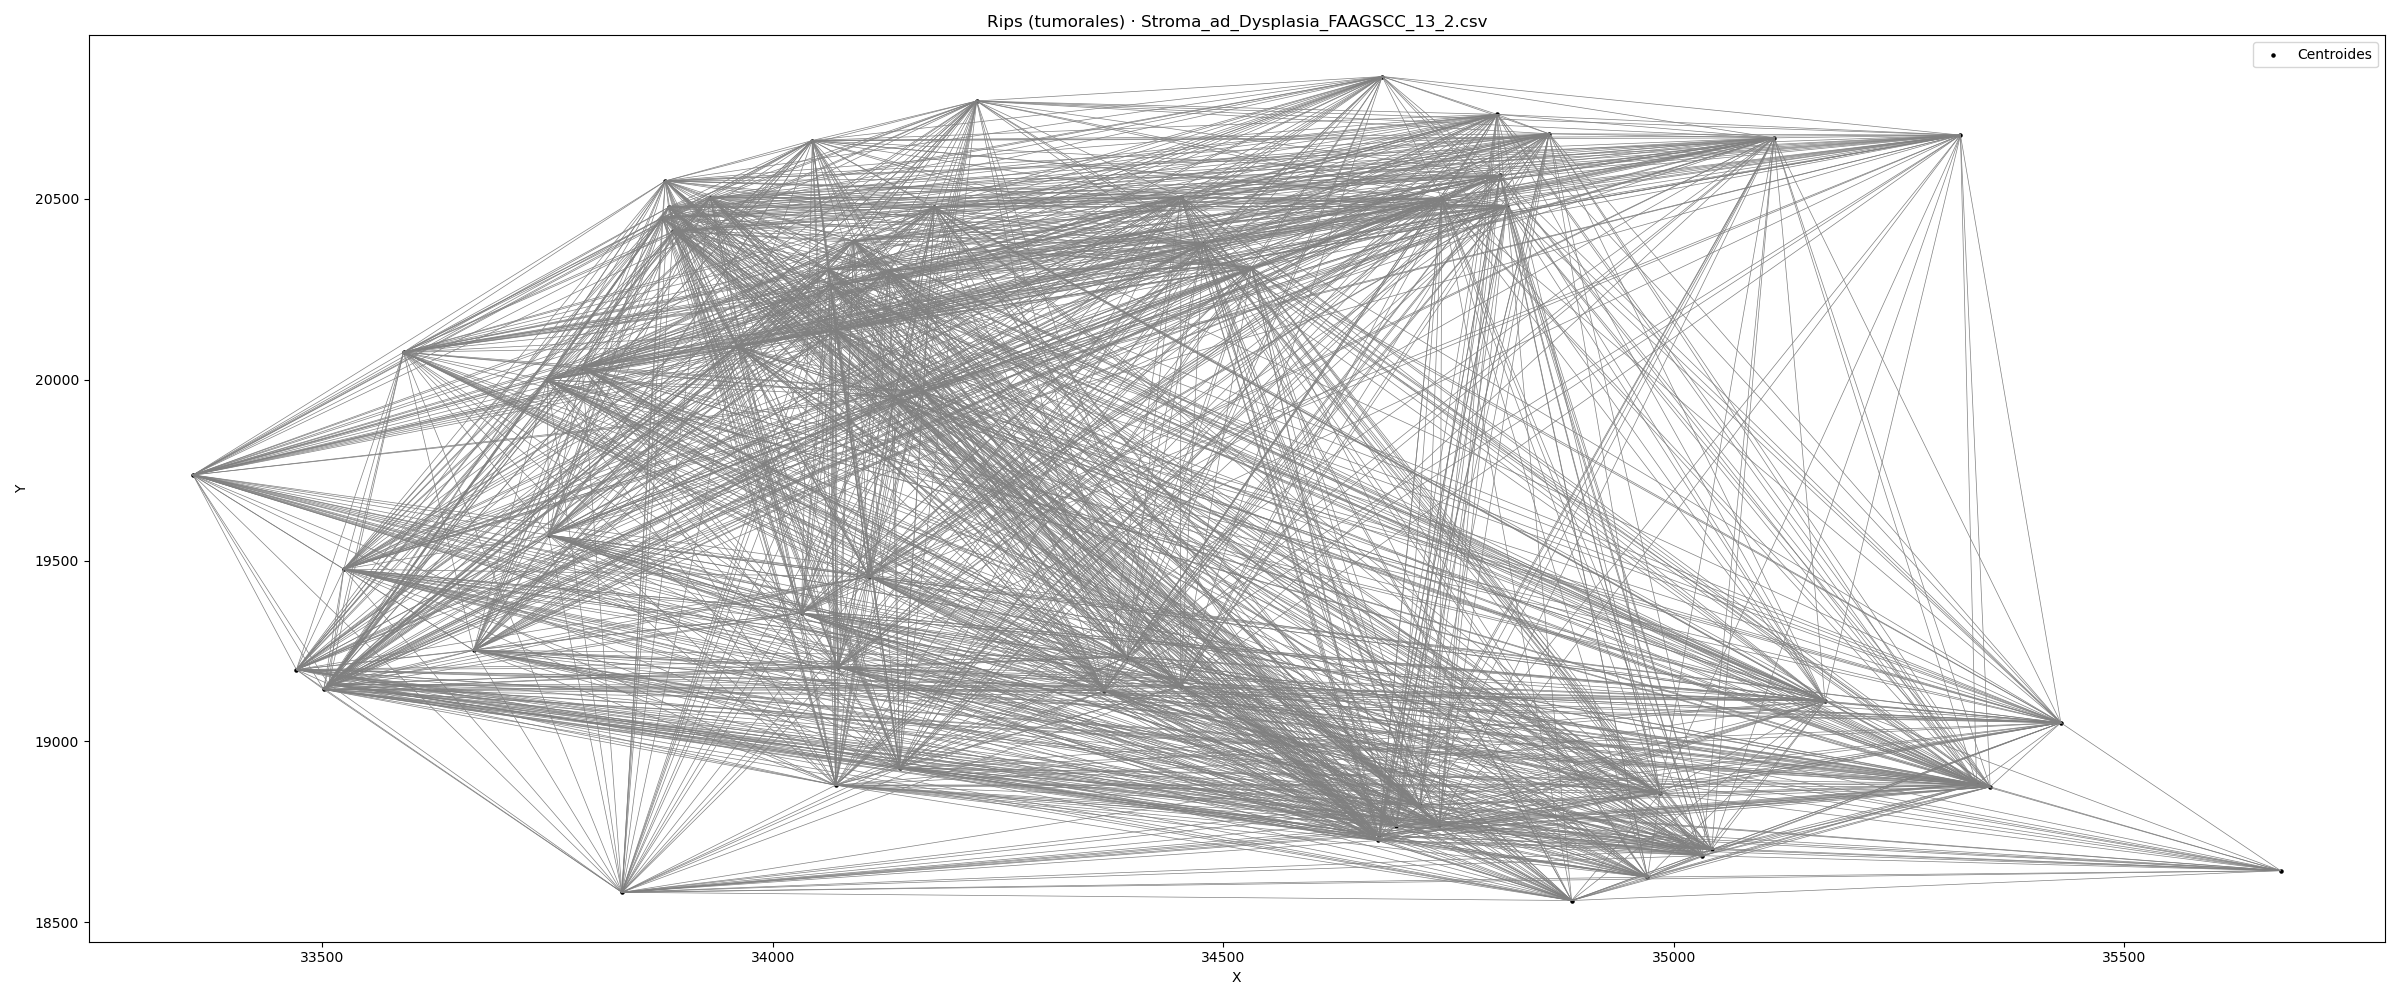 Rips (tumorales) · Stroma_ad_Dysplasia_FAAGSCC_13_2.csv
Centroides
20500
20000
19500
19000
18500
Y
33500 34000 34500 35000 35500
X